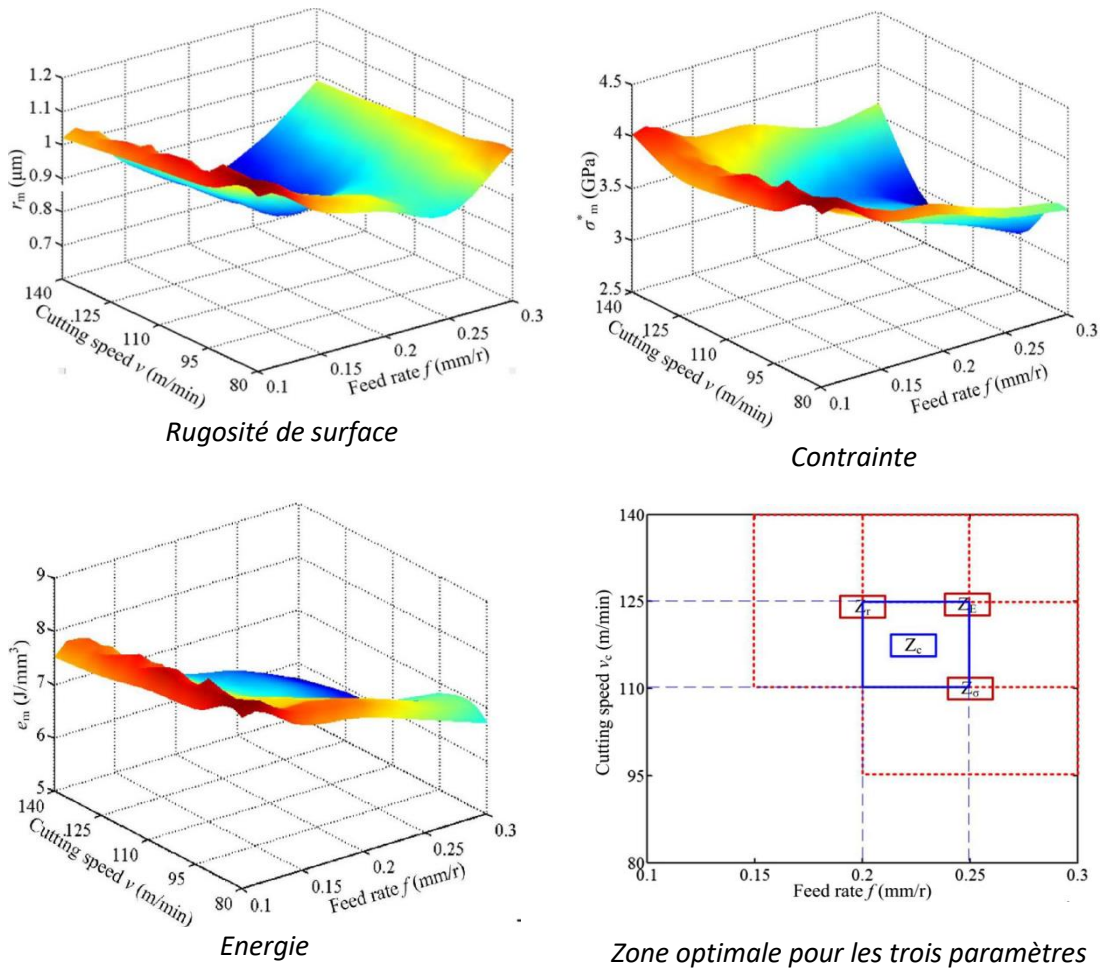 1.2
1.1
1
0.9
0.8
0.7
r_m (μm)
140
125
110
95
80
Cutting speed v (m/min)
0.1
0.15
0.2
0.25
0.3
Feed rate f (mm/r)
Rugosité de surface
4.5
4
3.5
3
2.5
σ*_m (GPa)
140
125
110
95
80
Cutting speed v (m/min)
0.1
0.15
0.2
0.25
0.3
Feed rate f (mm/r)
Contrainte
9
8
7
6
5
e_m (J/mm³)
140
125
110
95
80
Cutting speed v (m/min)
0.1
0.15
0.2
0.25
0.3
Feed rate f (mm/r)
Energie
140
125
110
95
80
Cutting speed v_c (m/min)
Z_r
Z_E
Z_c
Z_σ
0.1
0.15
0.2
0.25
0.3
Feed rate f (mm/r)
Zone optimale pour les trois paramètres